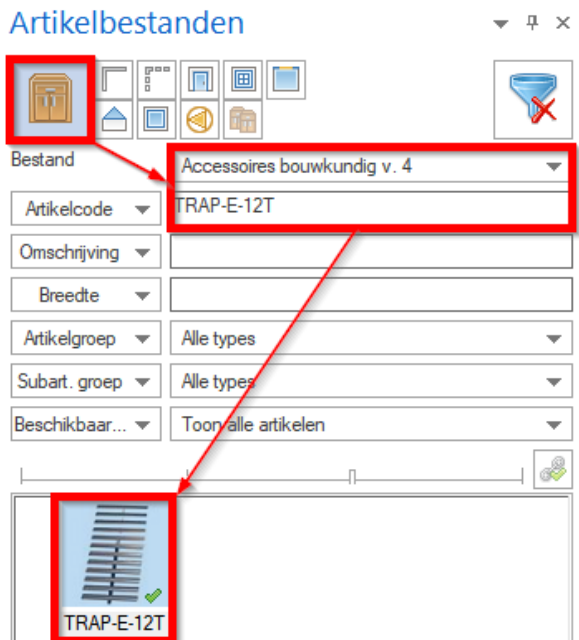 Artikelbestanden
Bestand
Accessoires bouwkundig v. 4
Artikelcode
TRAP-E-12T
Omschrijving
Breedte
Artikelgroep
Alle types
Subart. groep
Alle types
Beschikbaar...
Toon alle artikelen
TRAP-E-12T